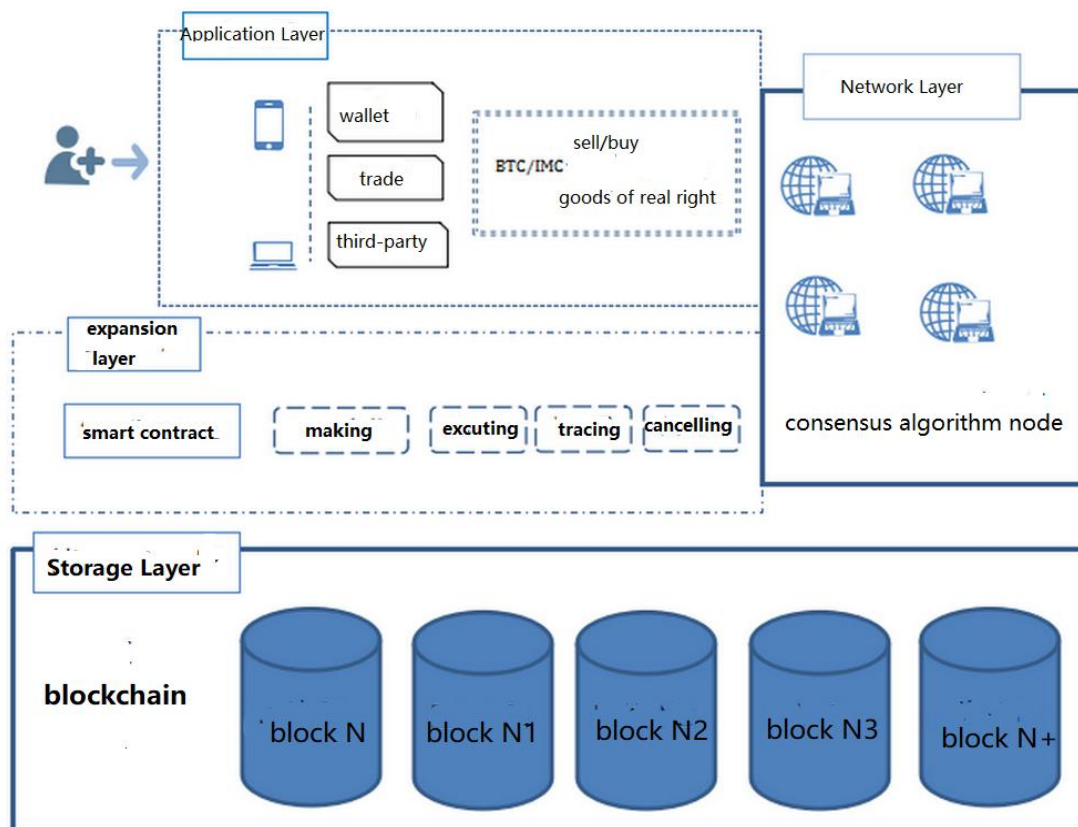 Application Layer
wallet
trade
third-party
sell/buy
BTC/IMC
goods of real right
Network Layer
consensus algorithm node
expansion
layer
smart contract
making
excuting
tracing
cancelling
Storage Layer
blockchain
block N
block N1
block N2
block N3
block N+